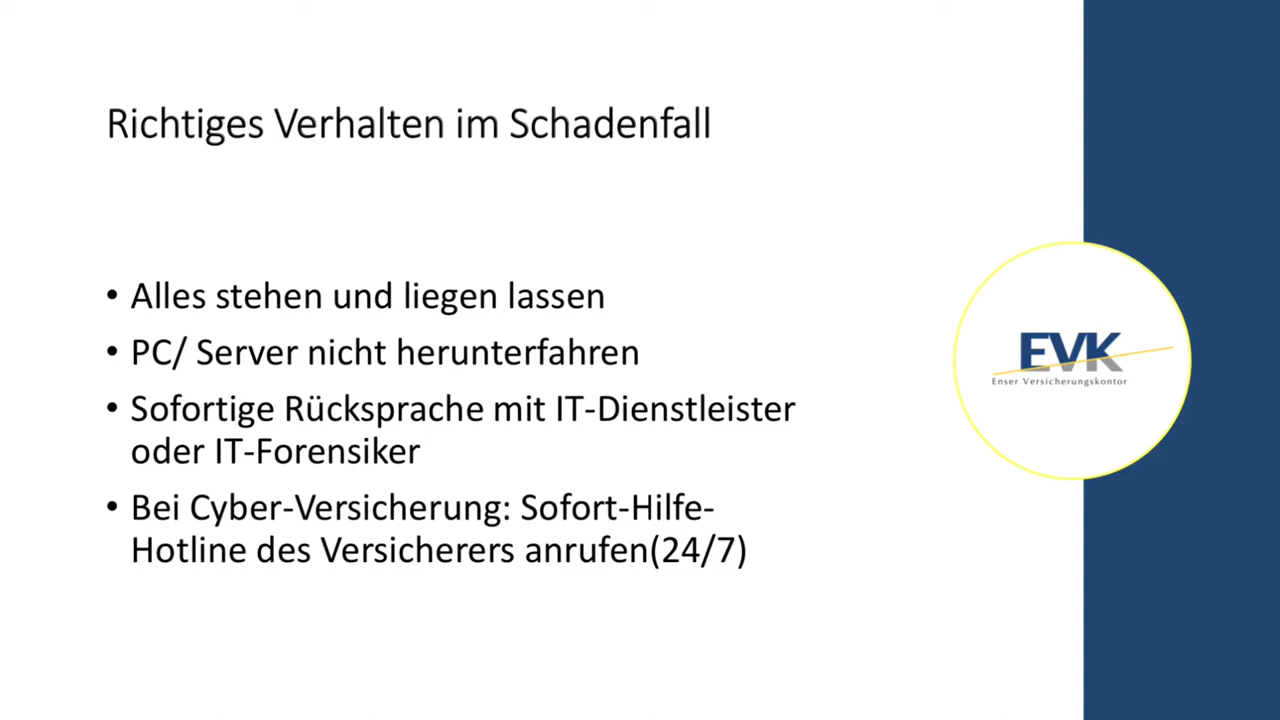 Richtiges Verhalten im Schadenfall
• Alles stehen und liegen lassen
• PC/ Server nicht herunterfahren
• Sofortige Rücksprache mit IT-Dienstleister
oder IT-Forensiker
• Bei Cyber-Versicherung: Sofort-Hilfe-
Hotline des Versicherers anrufen(24/7)
EVK
Enser Versicherungskontor